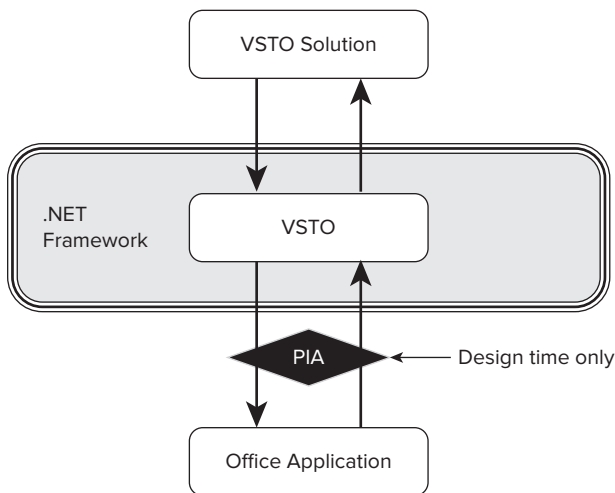 VSTO Solution
.NET
Framework
VSTO
PIA
Design time only
Office Application